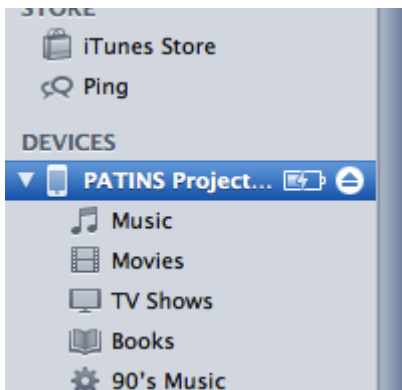 STORE
iTunes Store
Ping
DEVICES
PATINS Project...
Music
Movies
TV Shows
Books
90's Music